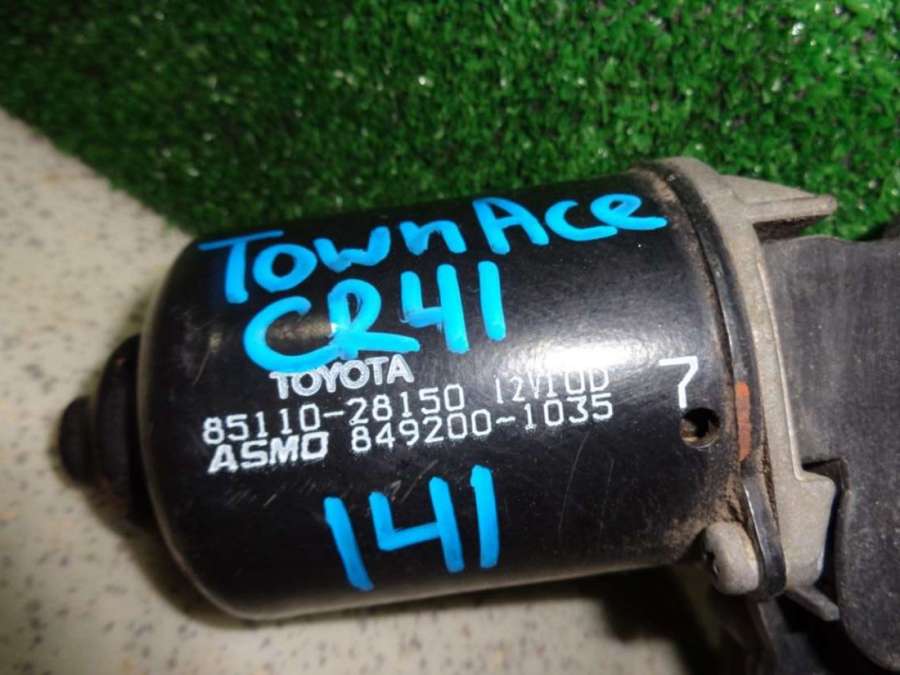 Town Ace
CR41
TOYOTA
85110-28150 12V10D
7
ASMO 849200-1035
141